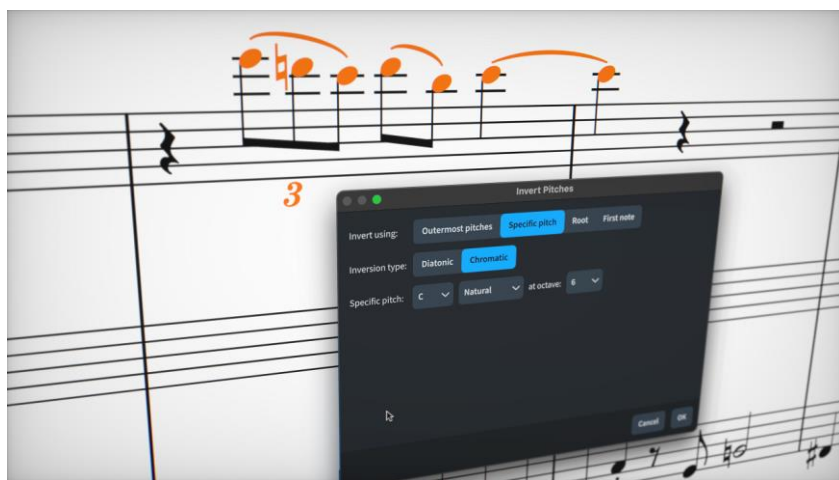 3
Invert Pitches
Invert using: Outermost pitches Specific pitch Root First note
Inversion type: Diatonic Chromatic
Specific pitch: C Natural at octave: 6
Cancel OK